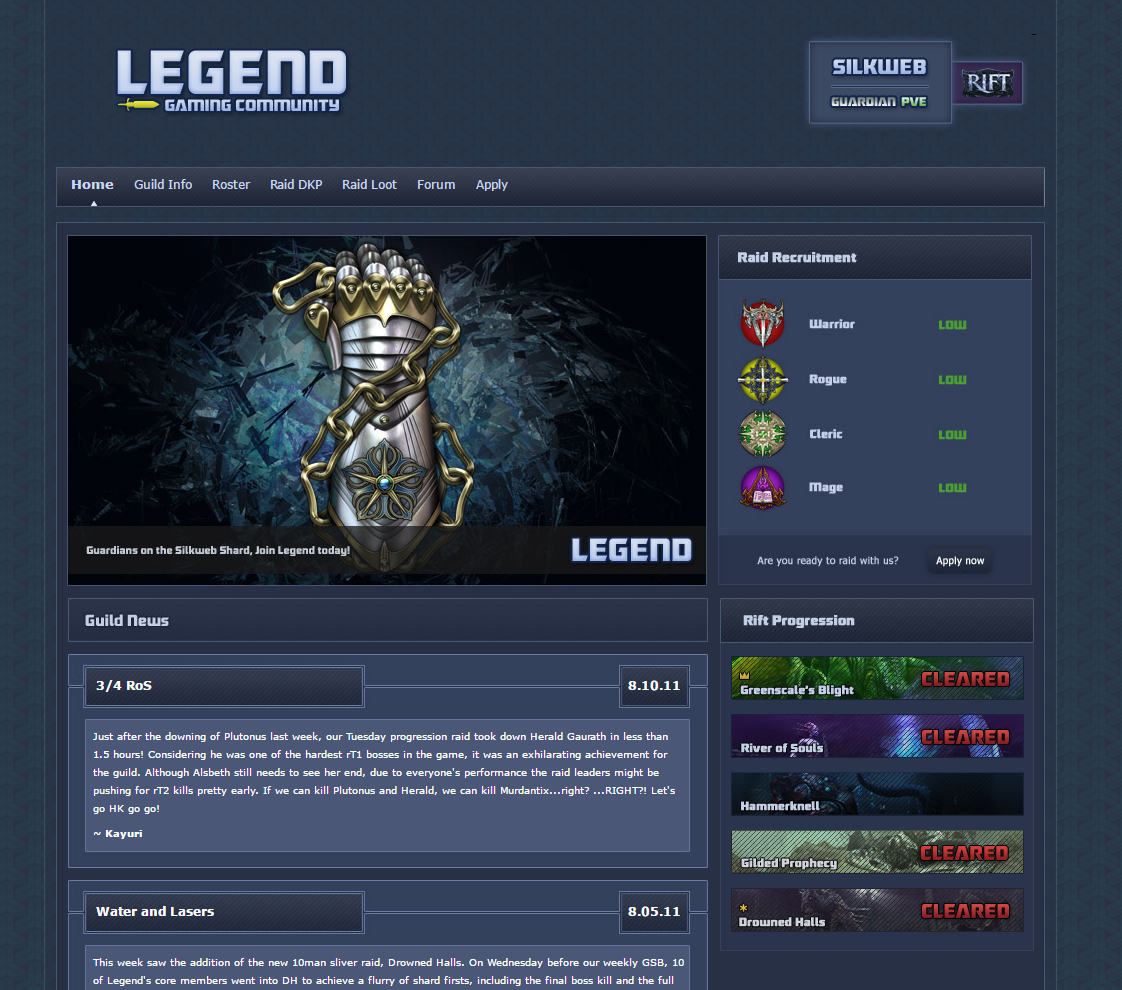 LEGEND
GAMING COMMUNITY
SILKWEB
GUARDIAN PVE
RIFT
Home Guild Info Roster Raid DKP Raid Loot Forum Apply
Guardians on the Silkweb Shard, Join Legend today!
LEGEND
Raid Recruitment
Warrior LOW
Rogue LOW
Cleric LOW
Mage LOW
Are you ready to raid with us? Apply now
Guild News
3/4 RoS 8.10.11
Just after the downing of Plutonus last week, our Tuesday progression raid took down Herald Gaurath in less than
1.5 hours! Considering he was one of the hardest rT1 bosses in the game, it was an exhilarating achievement for
the guild. Although Alsbeth still needs to see her end, due to everyone's performance the raid leaders might be
pushing for rT2 kills pretty early. If we can kill Plutonus and Herald, we can kill Murdantix...right? ...RIGHT?! Let's
go HK go go!
~ Kayuri
Water and Lasers 8.05.11
This week saw the addition of the new 10man sliver raid, Drowned Halls. On Wednesday before our weekly GSB, 10
of Legend's core members went into DH to achieve a flurry of shard firsts, including the final boss kill and the full
Rift Progression
Greenscale's Blight CLEARED
River of Souls CLEARED
Hammerknell
Gilded Prophecy CLEARED
Drowned Halls CLEARED